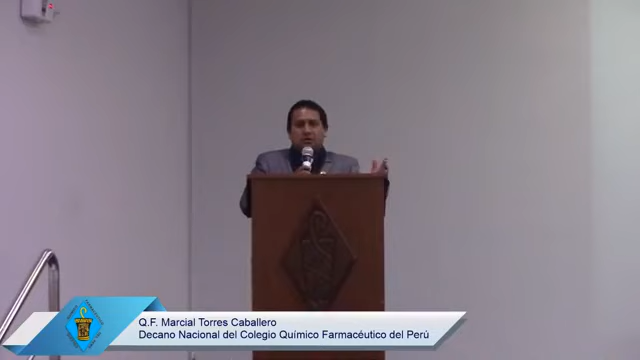 Q.F. Marcial Torres Caballero
Decano Nacional del Colegio Químico Farmacéutico del Perú